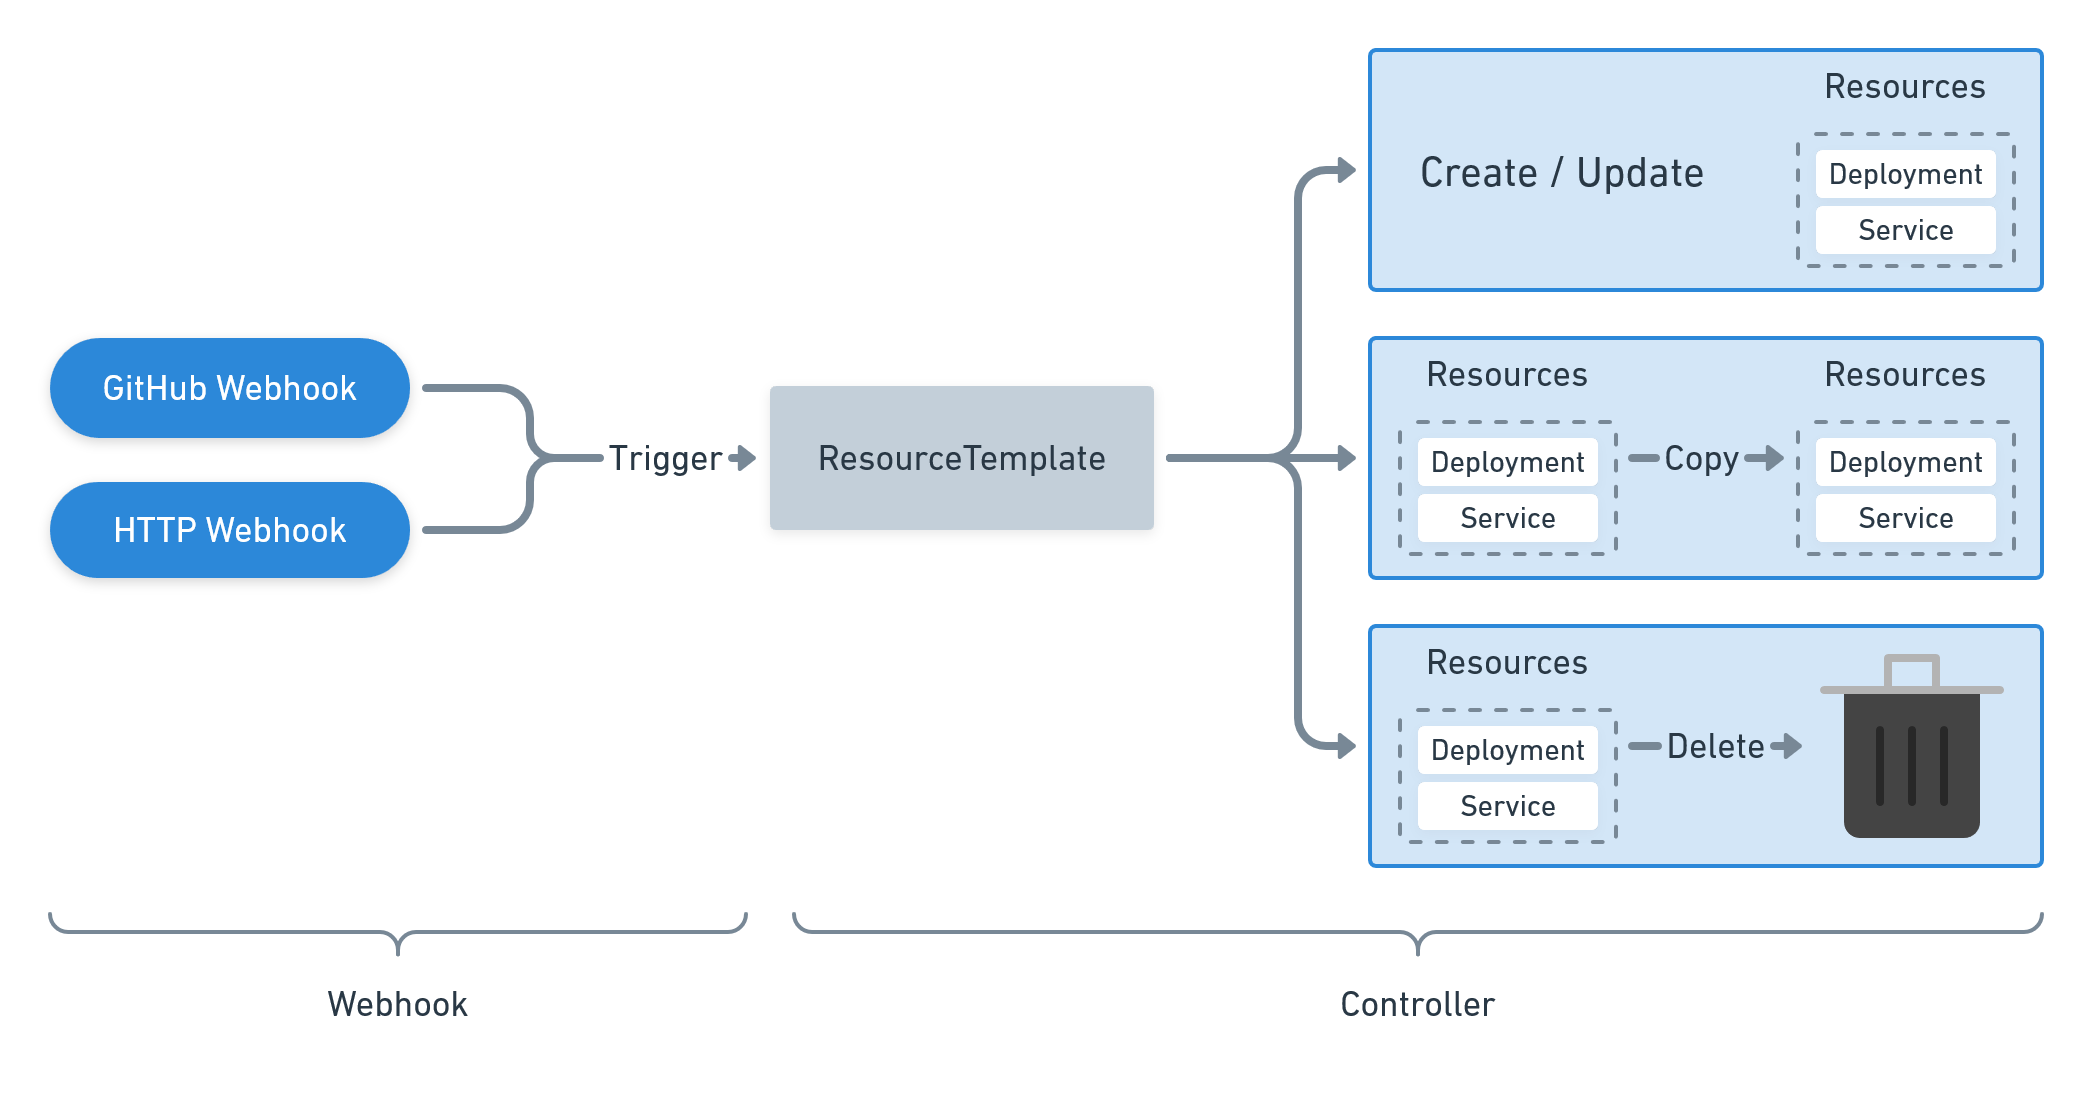 GitHub Webhook
HTTP Webhook
Trigger
ResourceTemplate
Create / Update
Resources
Deployment
Service
Resources
Deployment
Service
Copy
Resources
Deployment
Service
Resources
Deployment
Service
Delete
Webhook
Controller